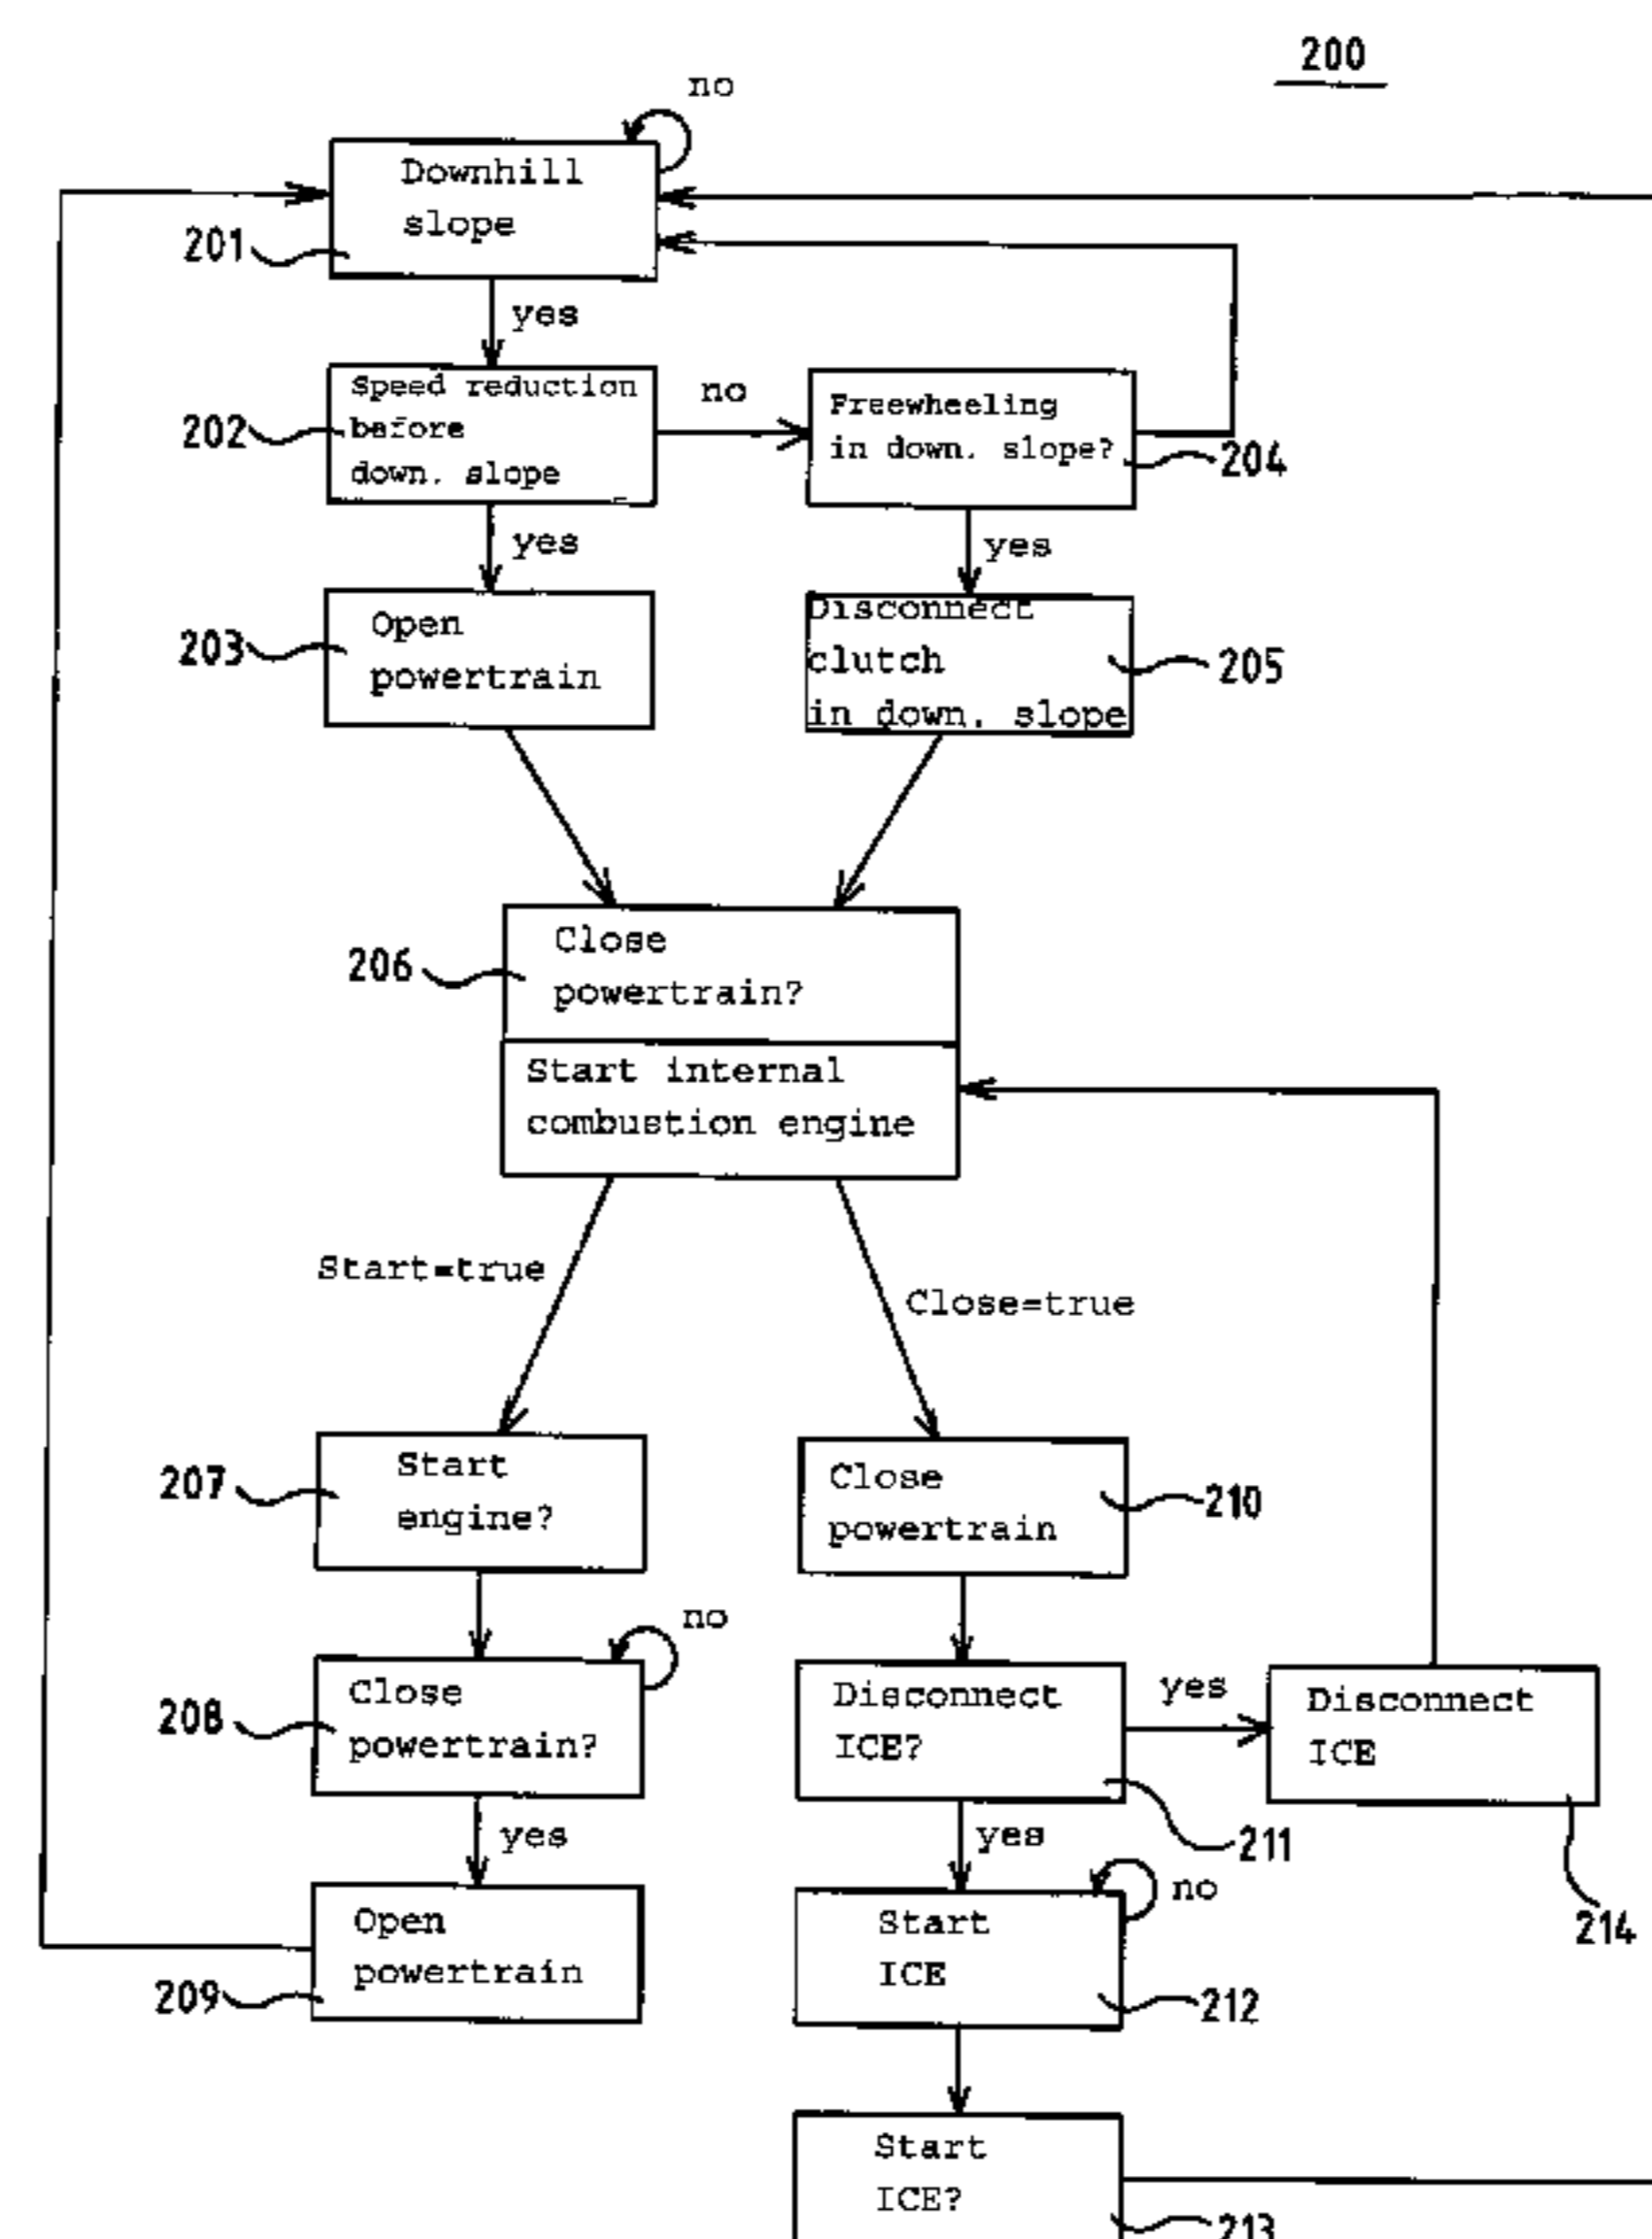 200
no
Downhill
slope
201
yes
Speed reduction
before
down. slope
202
no
Freewheeling
in down. slope?
204
yes
yes
Open
powertrain
203
Disconnect
clutch
in down. slope
205
Close
powertrain?
206
Start internal
combustion engine
Start=true
Close=true
Start
engine?
207
Close
powertrain
210
no
Close
powertrain?
208
Disconnect
ICE?
211
yes
Disconnect
ICE
214
yes
yes
Open
powertrain
209
no
Start
ICE
212
Start
ICE?
213